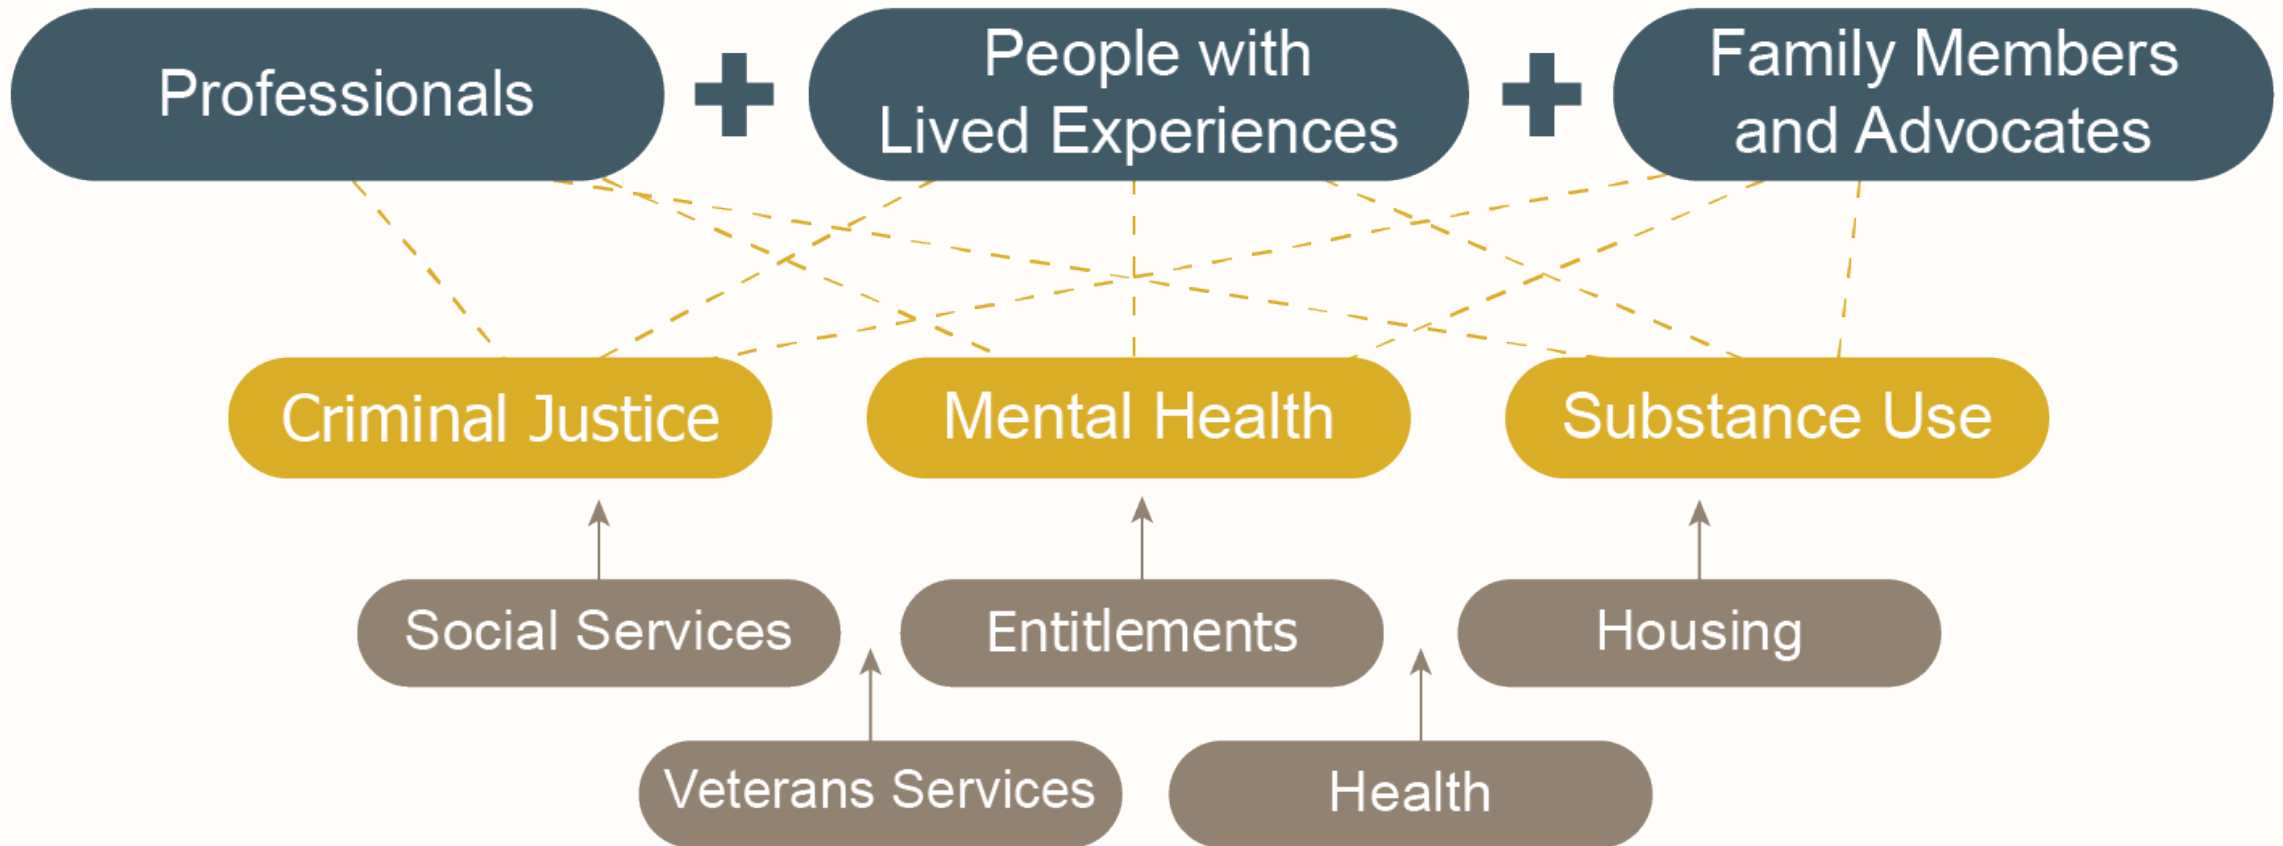 Professionals
People with
Lived Experiences
Family Members
and Advocates
Criminal Justice
Mental Health
Substance Use
Social Services
Entitlements
Housing
Veterans Services
Health